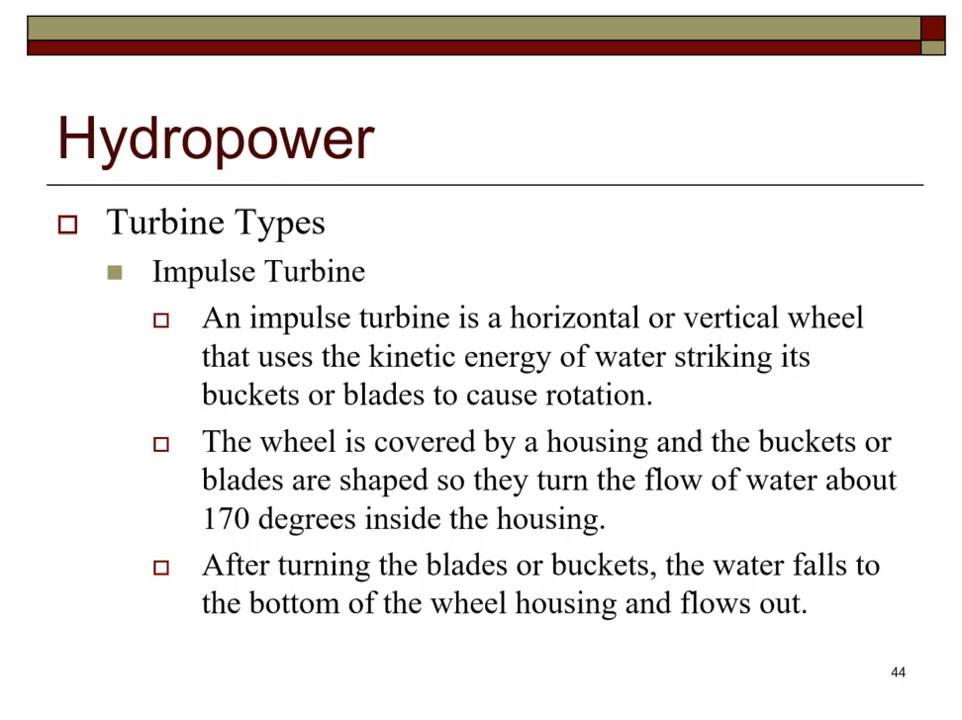 Hydropower
Turbine Types
Impulse Turbine
An impulse turbine is a horizontal or vertical wheel
that uses the kinetic energy of water striking its
buckets or blades to cause rotation.
The wheel is covered by a housing and the buckets or
blades are shaped so they turn the flow of water about
170 degrees inside the housing.
After turning the blades or buckets, the water falls to
the bottom of the wheel housing and flows out.
44